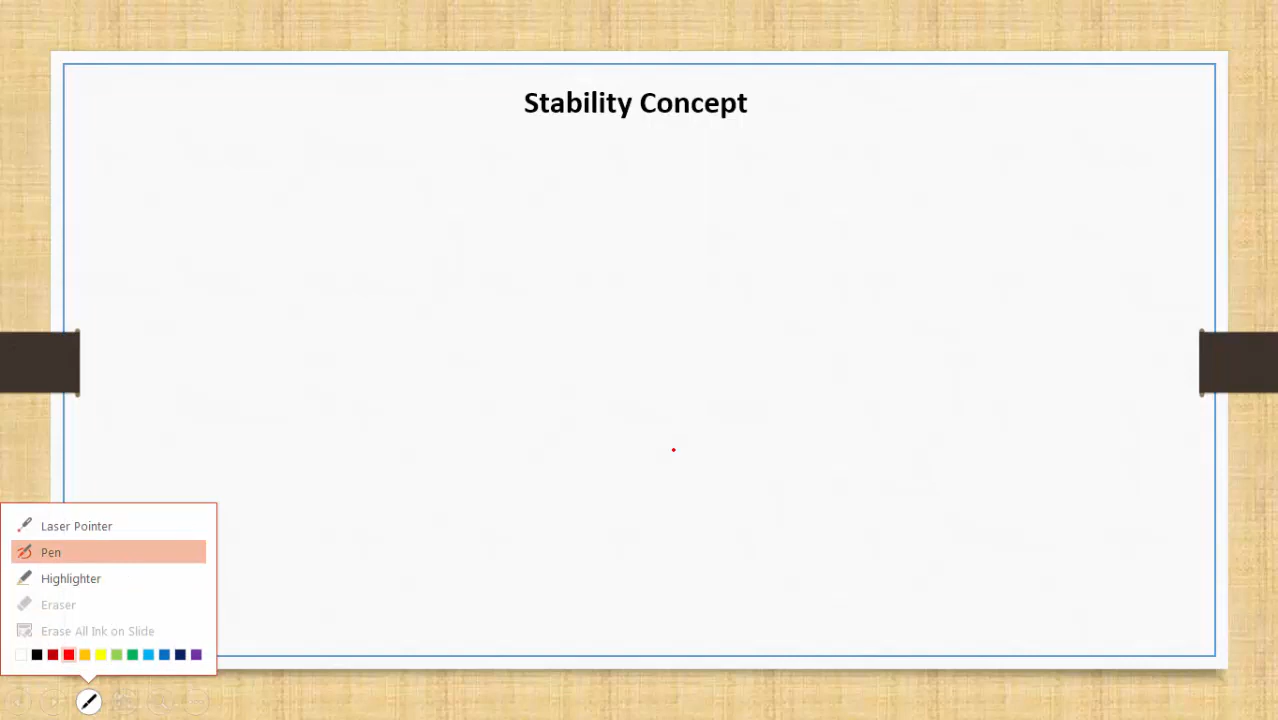 Stability Concept
Laser Pointer
Pen
Highlighter
Eraser
Erase All Ink on Slide